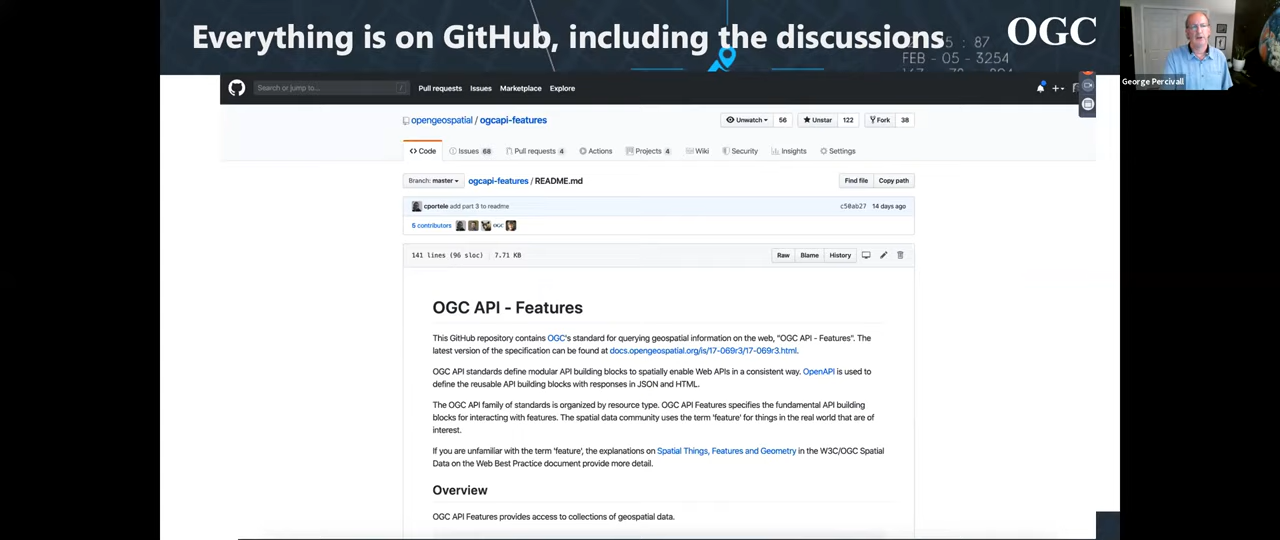 Everything is on GitHub, including the discussions
OGC
: 87
FEB - 05 - 3254
George Percivall
Search or jump to...
/
Pull requests Issues Marketplace Explore
opengeospatial / ogcapi-features
Unwatch 56 Unstar 122 Fork 38
Code Issues 68 Pull requests 4 Actions Projects 4 Wiki Security Insights Settings
Branch: master ogcapi-features / README.md Find file Copy path
cportele add part 3 to readme c50ab27 14 days ago
5 contributors OGC
141 lines (96 sloc) 7.71 KB Raw Blame History
OGC API - Features
This GitHub repository contains OGC's standard for querying geospatial information on the web, "OGC API - Features". The
latest version of the specification can be found at docs.opengeospatial.org/is/17-069r3/17-069r3.html.
OGC API standards define modular API building blocks to spatially enable Web APIs in a consistent way. OpenAPI is used to
define the reusable API building blocks with responses in JSON and HTML.
The OGC API family of standards is organized by resource type. OGC API Features specifies the fundamental API building
blocks for interacting with features. The spatial data community uses the term 'feature' for things in the real world that are of
interest.
If you are unfamiliar with the term 'feature', the explanations on Spatial Things, Features and Geometry in the W3C/OGC Spatial
Data on the Web Best Practice document provide more detail.
Overview
OGC API Features provides access to collections of geospatial data.